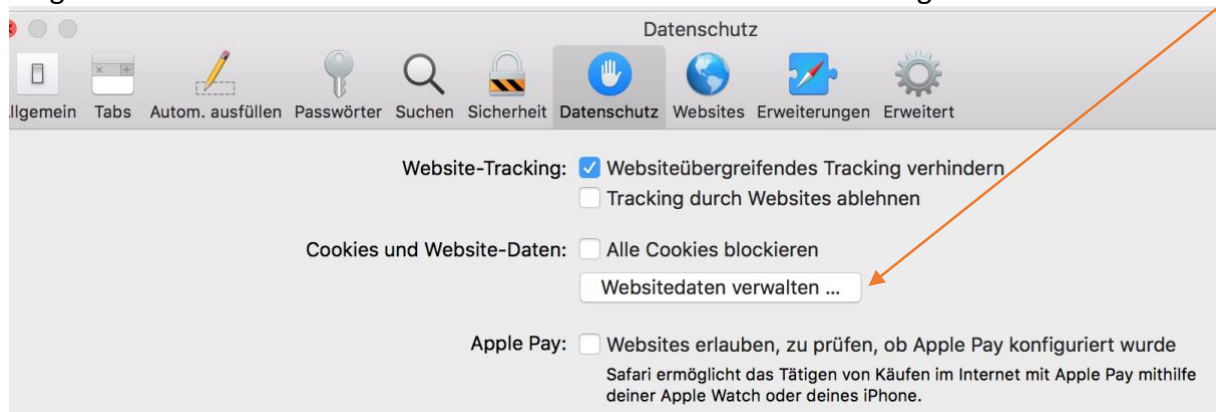 Datenschutz
llgemein Tabs Autom. ausfüllen Passwörter Suchen Sicherheit Datenschutz Websites Erweiterungen Erweitert
Website-Tracking: Websiteübergreifendes Tracking verhindern
Tracking durch Websites ablehnen
Cookies und Website-Daten: Alle Cookies blockieren
Websitedaten verwalten ...
Apple Pay: Websites erlauben, zu prüfen, ob Apple Pay konfiguriert wurde
Safari ermöglicht das Tätigen von Käufen im Internet mit Apple Pay mithilfe
deiner Apple Watch oder deines iPhone.